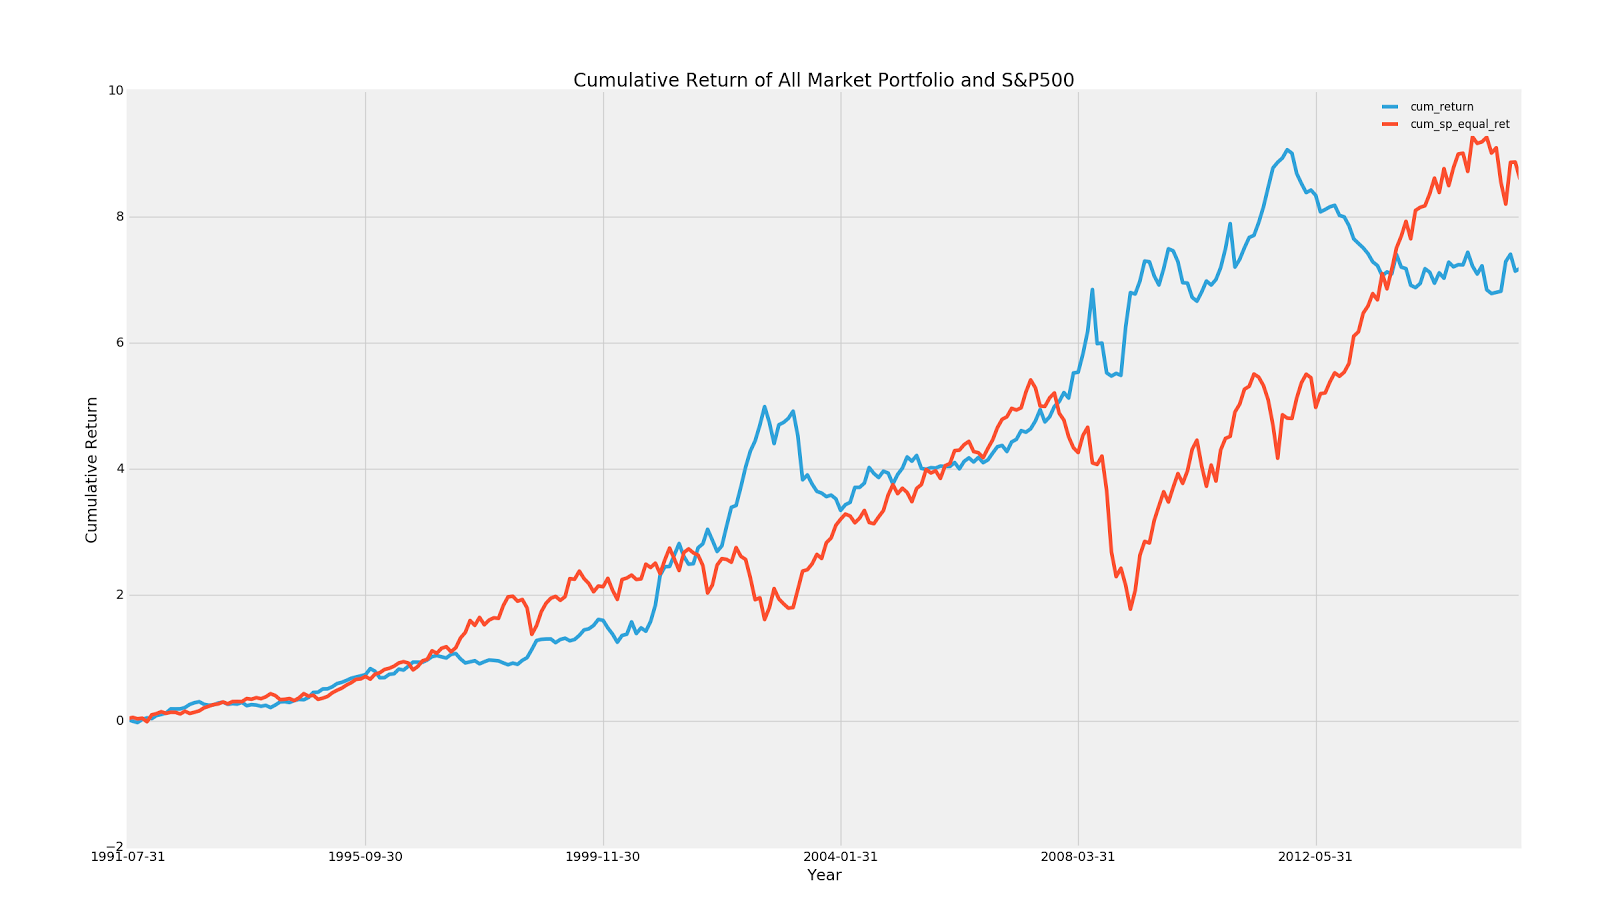 Cumulative Return of All Market Portfolio and S&P500
cum_return
cum_sp_equal_ret
Cumulative Return
10
8
6
4
2
0
−2
1991-07-31 1995-09-30 1999-11-30 2004-01-31 2008-03-31 2012-05-31
Year